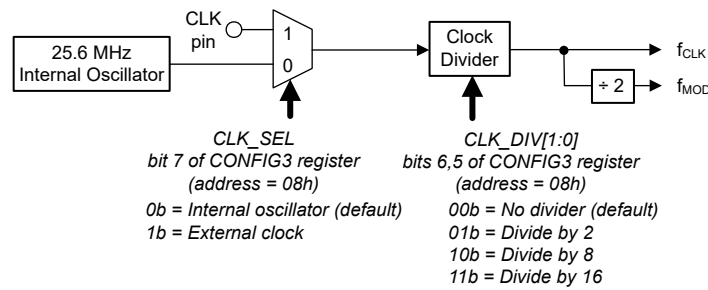 CLK
pin
1
0
25.6 MHz
Internal Oscillator
Clock
Divider
fCLK
÷ 2
fMOD
CLK_SEL
bit 7 of CONFIG3 register
(address = 08h)
0b = Internal oscillator (default)
1b = External clock
CLK_DIV[1:0]
bits 6,5 of CONFIG3 register
(address = 08h)
00b = No divider (default)
01b = Divide by 2
10b = Divide by 8
11b = Divide by 16